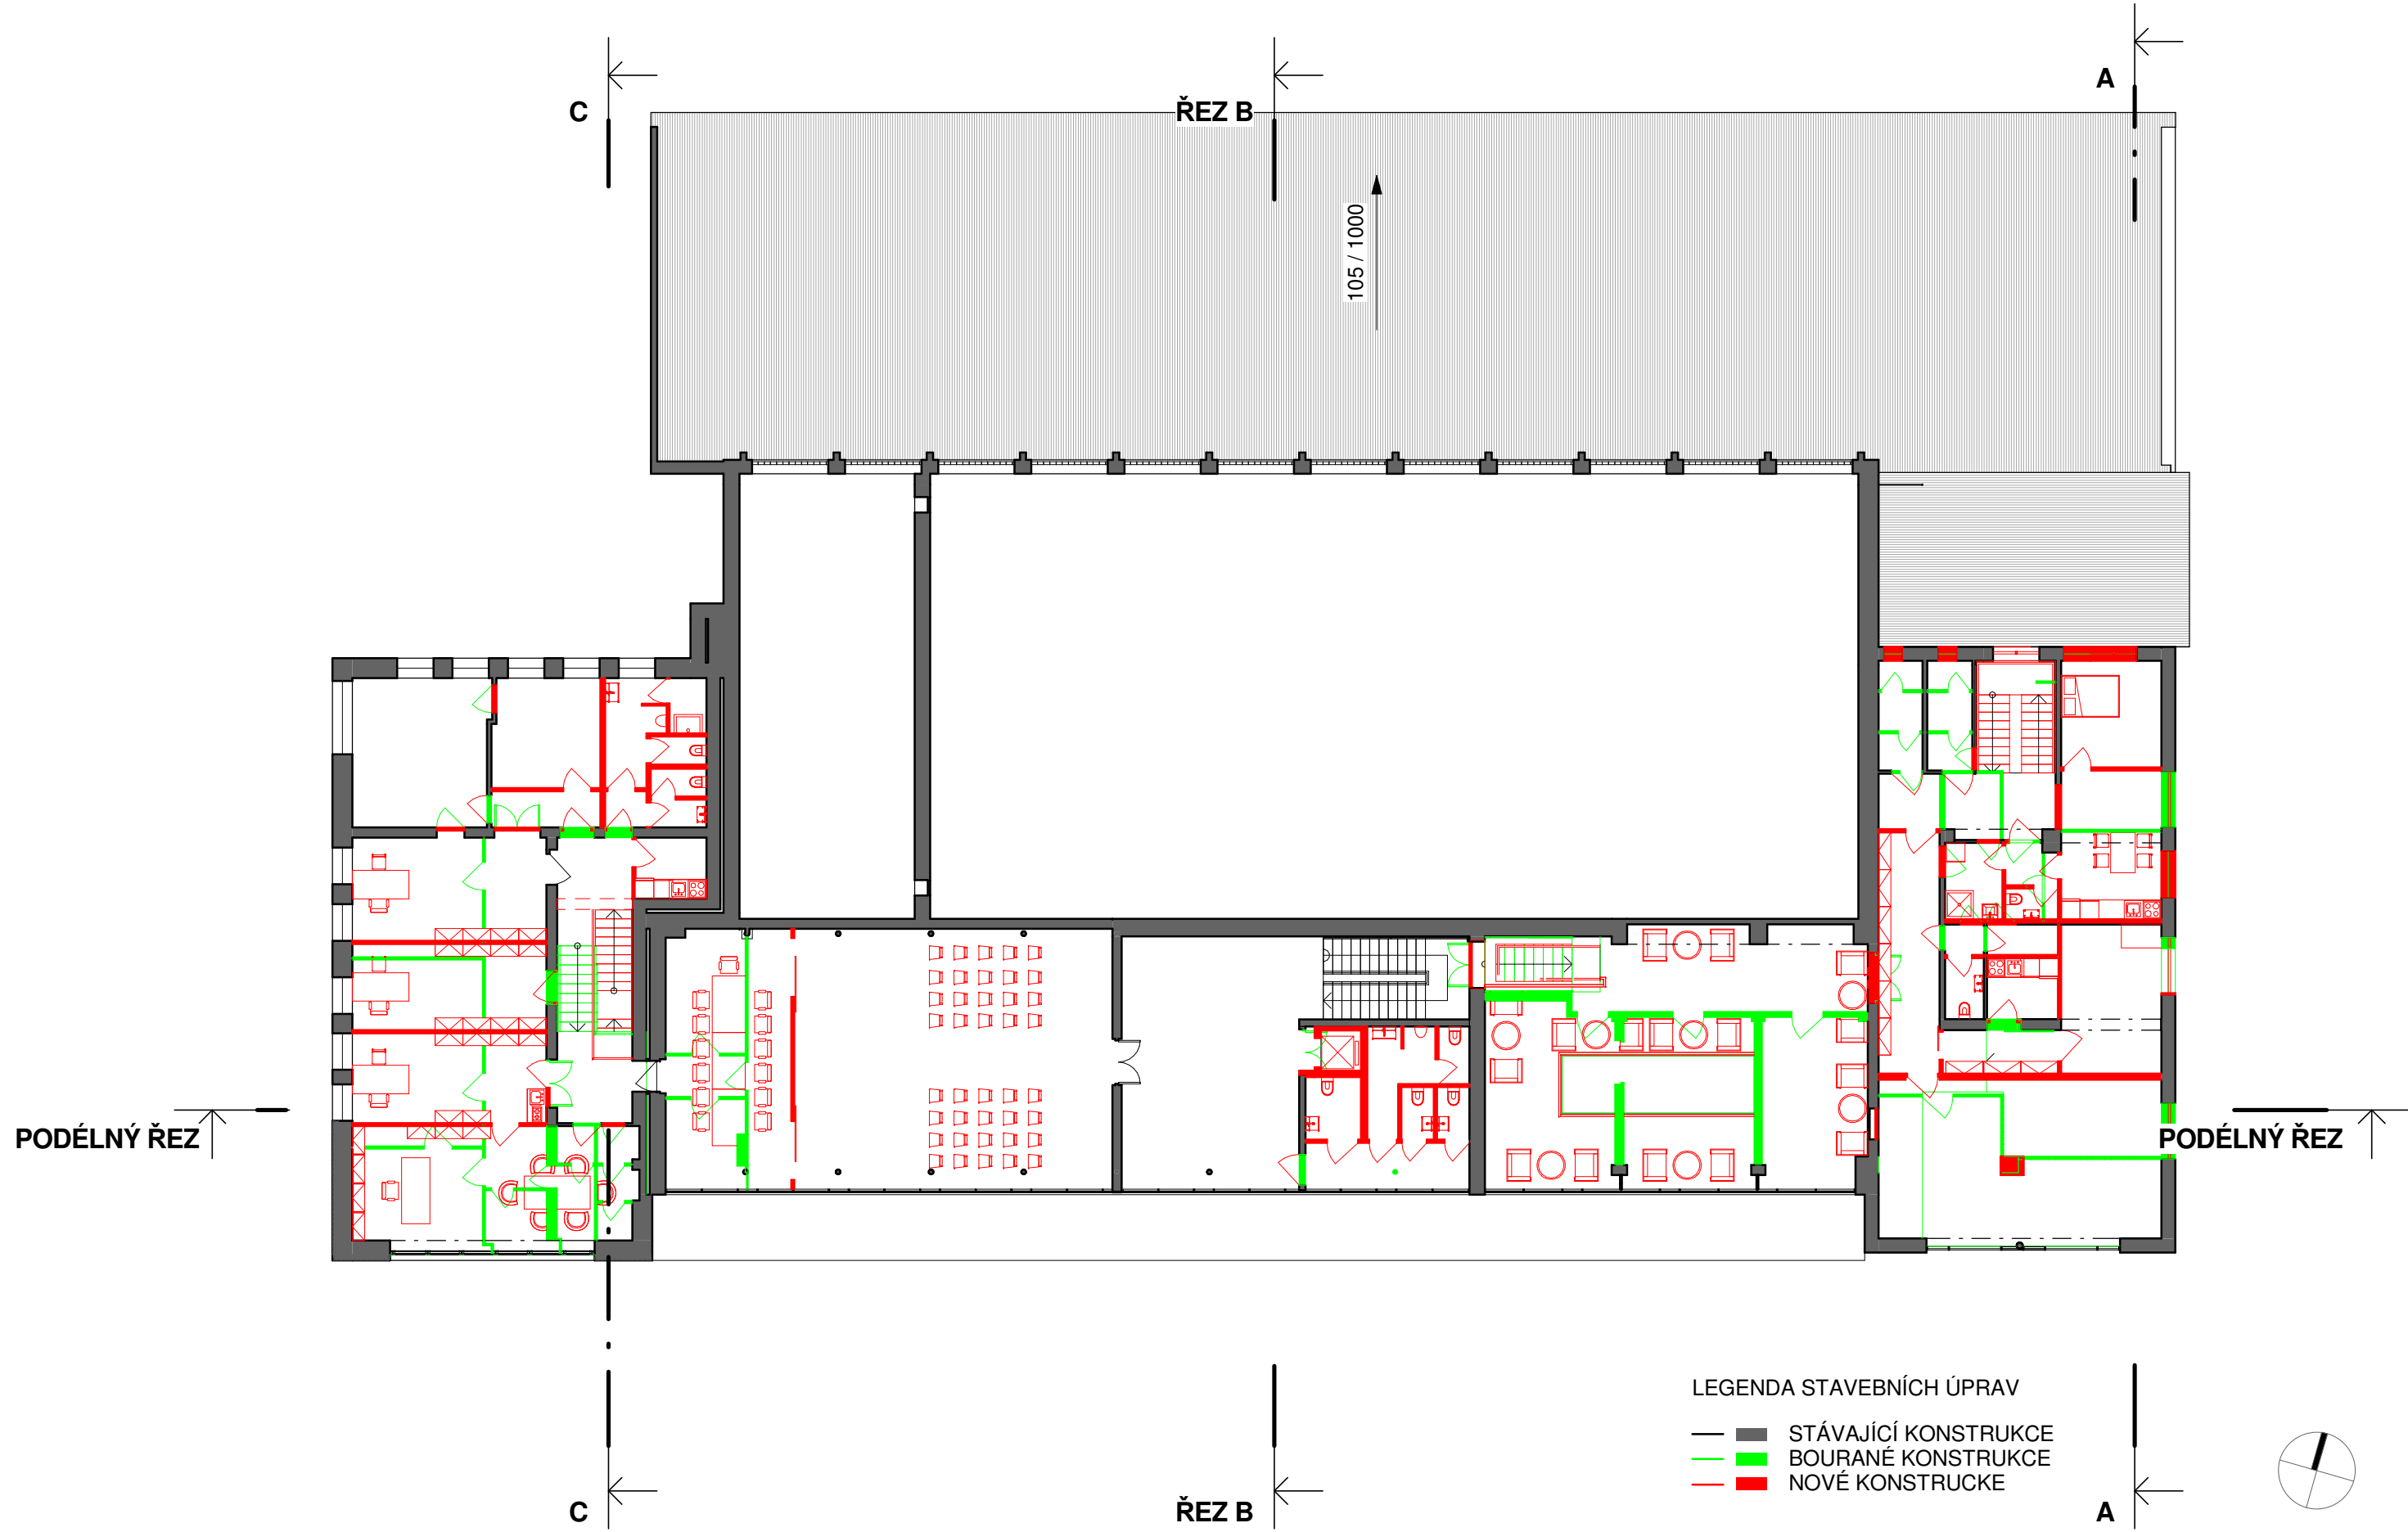 A
C
ŘEZ B
105 / 1000
PODÉLNÝ ŘEZ
PODÉLNÝ ŘEZ
LEGENDA STAVEBNÍCH ÚPRAV
STÁVAJÍCÍ KONSTRUKCE
BOURANÉ KONSTRUKCE
NOVÉ KONSTRUCKE
C
ŘEZ B
A